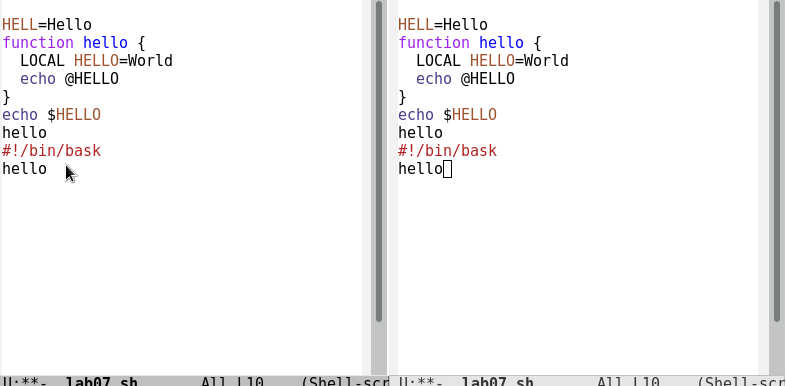 HELL=Hello
function hello {
  LOCAL HELLO=World
  echo @HELLO
}
echo $HELLO
hello
#!/bin/bask
hello
U:**-  lab07.sh       All L10    (Shell-scr
HELL=Hello
function hello {
  LOCAL HELLO=World
  echo @HELLO
}
echo $HELLO
hello
#!/bin/bask
hello
U:**-  lab07.sh       All L10    (Shell-scr